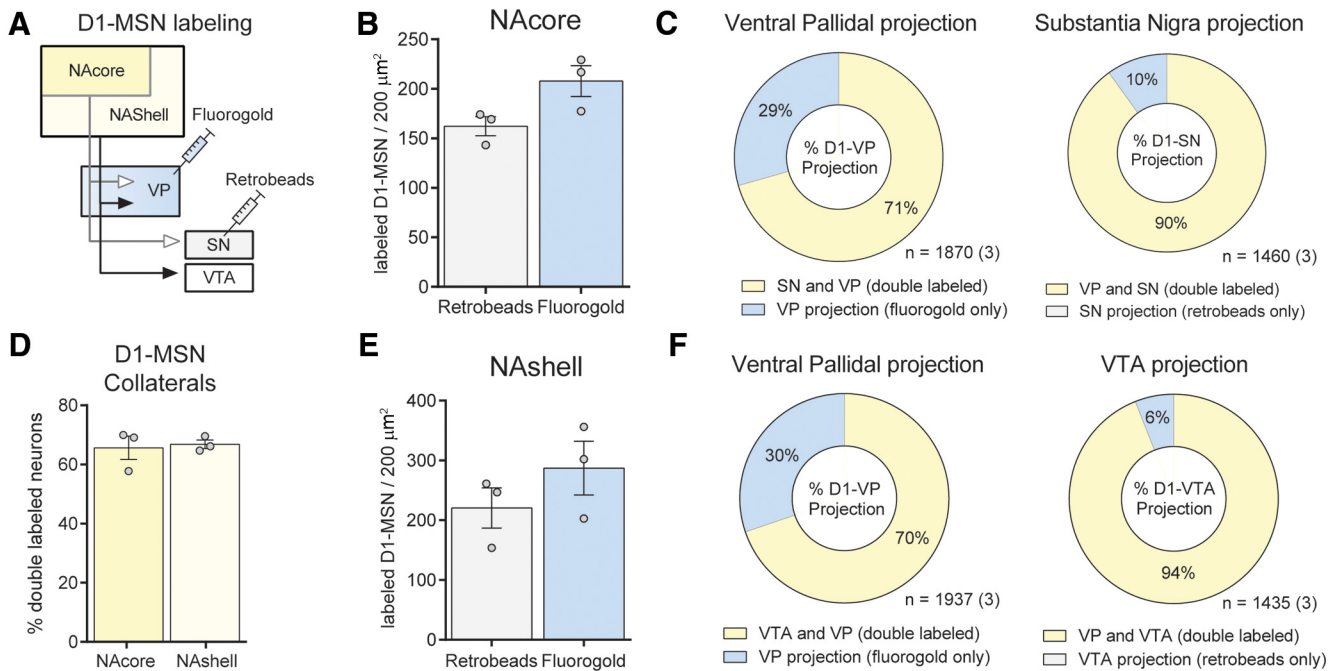 A
D1-MSN labeling
NAcore
NAShell
Fluorogold
VP
Retrobeads
SN
VTA
B
NAcore
labeled D1-MSN / 200 μm²
250
200
150
100
50
0
Retrobeads Fluorogold
C
Ventral Pallidal projection
29%
% D1-VP
Projection
71%
n = 1870 (3)
SN and VP (double labeled)
VP projection (fluorogold only)
Substantia Nigra projection
10%
% D1-SN
Projection
90%
n = 1460 (3)
VP and SN (double labeled)
SN projection (retrobeads only)
D
D1-MSN
Collaterals
% double labeled neurons
80
60
40
20
0
NAcore NAshell
E
NAshell
labeled D1-MSN / 200 μm²
400
300
200
100
0
Retrobeads Fluorogold
F
Ventral Pallidal projection
30%
% D1-VP
Projection
70%
n = 1937 (3)
VTA and VP (double labeled)
VP projection (fluorogold only)
VTA projection
6%
% D1-VTA
Projection
94%
n = 1435 (3)
VP and VTA (double labeled)
VTA projection (retrobeads only)